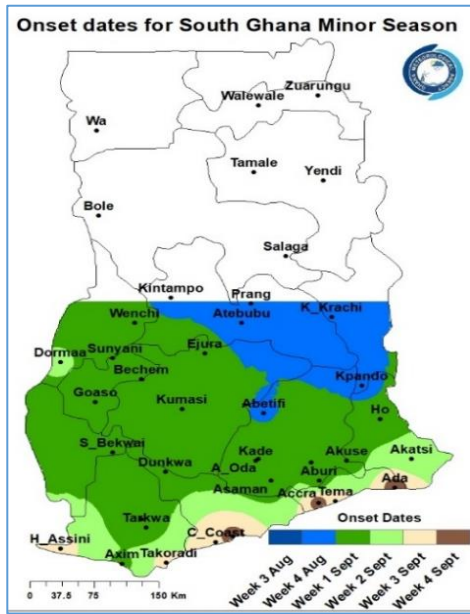 Onset dates for South Ghana Minor Season
Zuarungu
Walewale
Wa
Tamale
Yendi
Bole
Salaga
Kintampo
Prang
Wenchi
Atebubu
K_Krachi
Dormaa
Sunyani
Ejura
Bechem
Kpando
Goaso
Kumasi
Abetifi
Ho
S_Bekwai
Kade
Akuse
Akatsi
Dunkwa
A_Oda
Aburi
Asaman
Ada
Accra
Tema
Taskwa
C_Coast
H_Assini
Axim
Takoradi
Onset Dates
Week 3 Aug
Week 4 Aug
Week 1 Sept
Week 2 Sept
Week 3 Sept
Week 4 Sept
0 37.5 75 150 Km